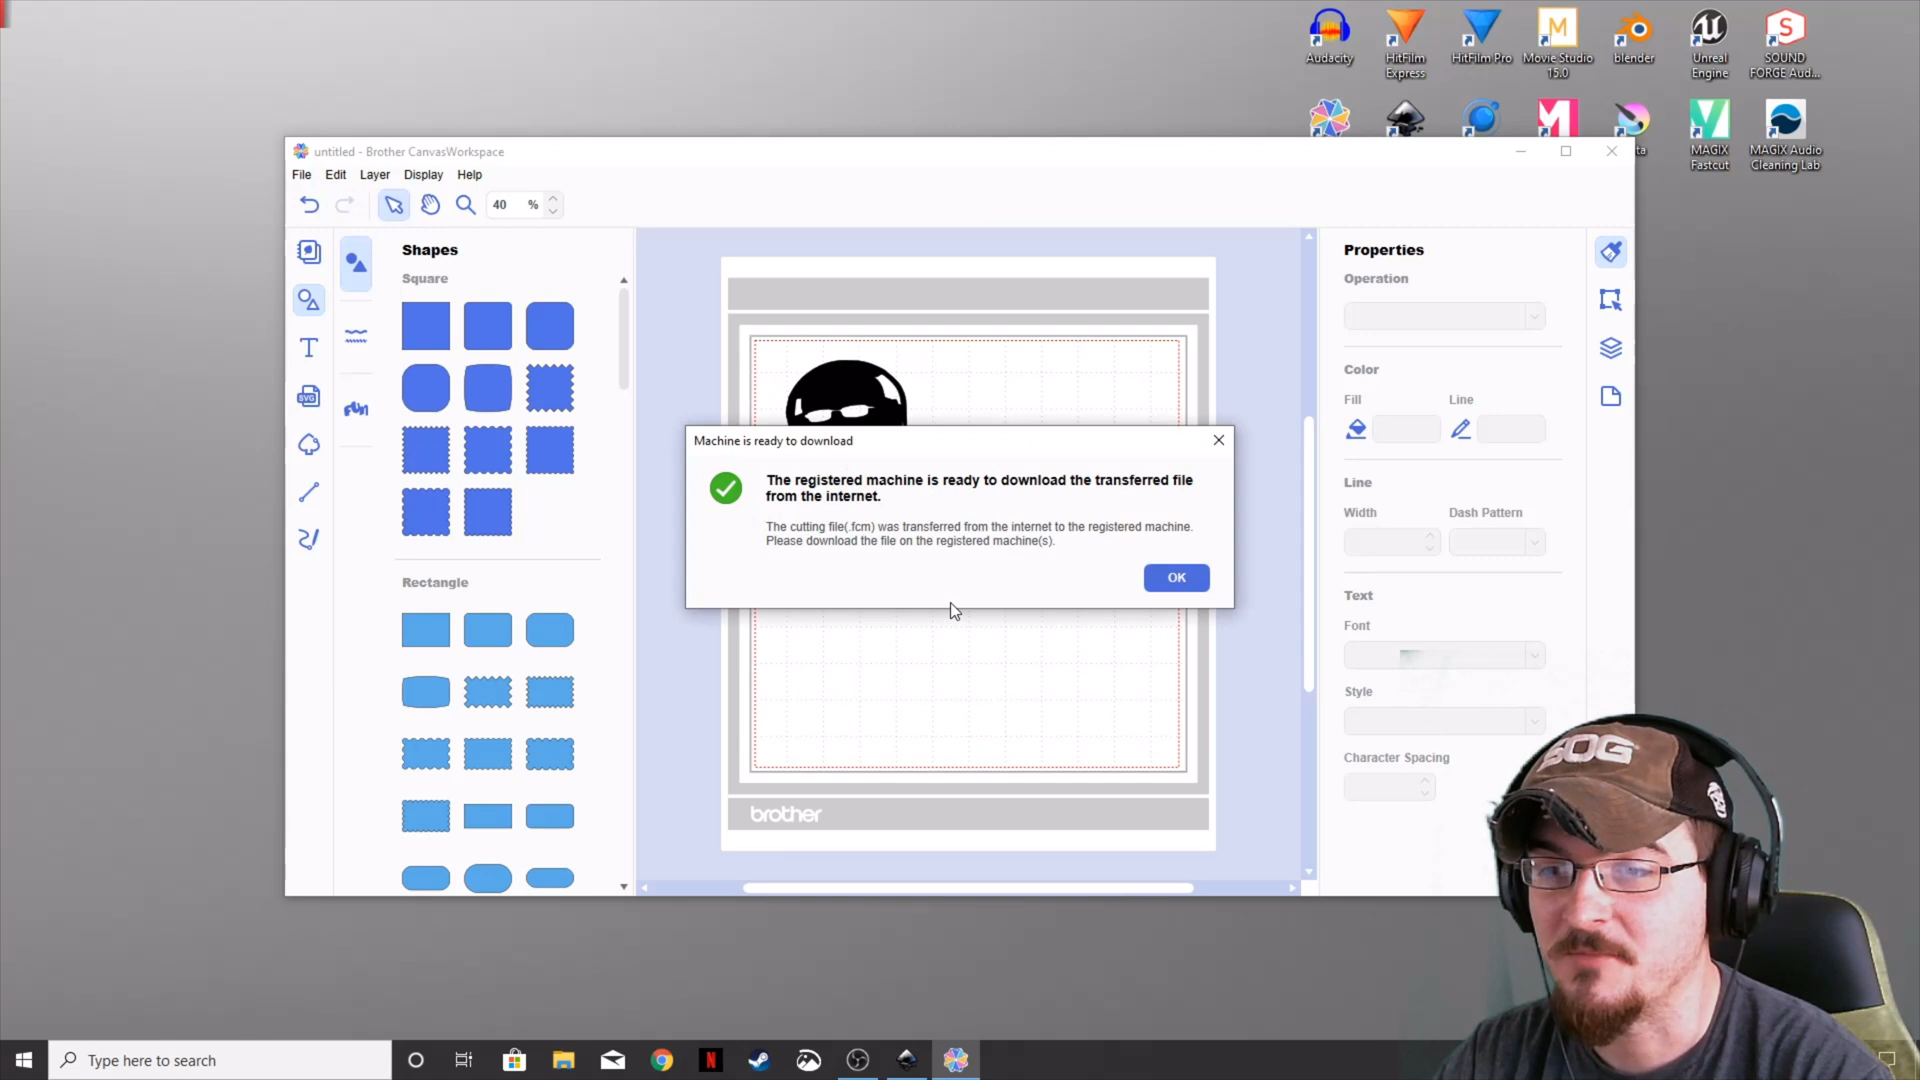 Audacity
HitFilm Express
HitFilm Pro
Movie Studio 15.0
blender
Unreal Engine
SOUND FORGE Aud...
MAGIX Fastcut
MAGIX Audio Cleaning Lab
untitled - Brother CanvasWorkspace
File Edit Layer Display Help
40 %
Shapes
Square
Rectangle
T
SVG
Fun
Machine is ready to download
The registered machine is ready to download the transferred file
from the internet.
The cutting file(.fcm) was transferred from the internet to the registered machine.
Please download the file on the registered machine(s).
OK
brother
Properties
Operation
Color
Fill Line
Line
Width Dash Pattern
Text
Font
Style
Character Spacing
SOG
Type here to search